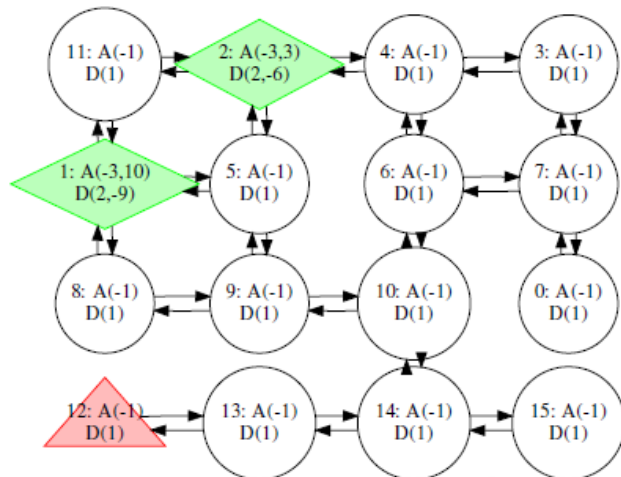 11: A(-1)
D(1)
2: A(-3,3)
D(2,-6)
4: A(-1)
D(1)
3: A(-1)
D(1)
1: A(-3,10)
D(2,-9)
5: A(-1)
D(1)
6: A(-1)
D(1)
7: A(-1)
D(1)
8: A(-1)
D(1)
9: A(-1)
D(1)
10: A(-1)
D(1)
0: A(-1)
D(1)
12: A(-1)
D(1)
13: A(-1)
D(1)
14: A(-1)
D(1)
15: A(-1)
D(1)